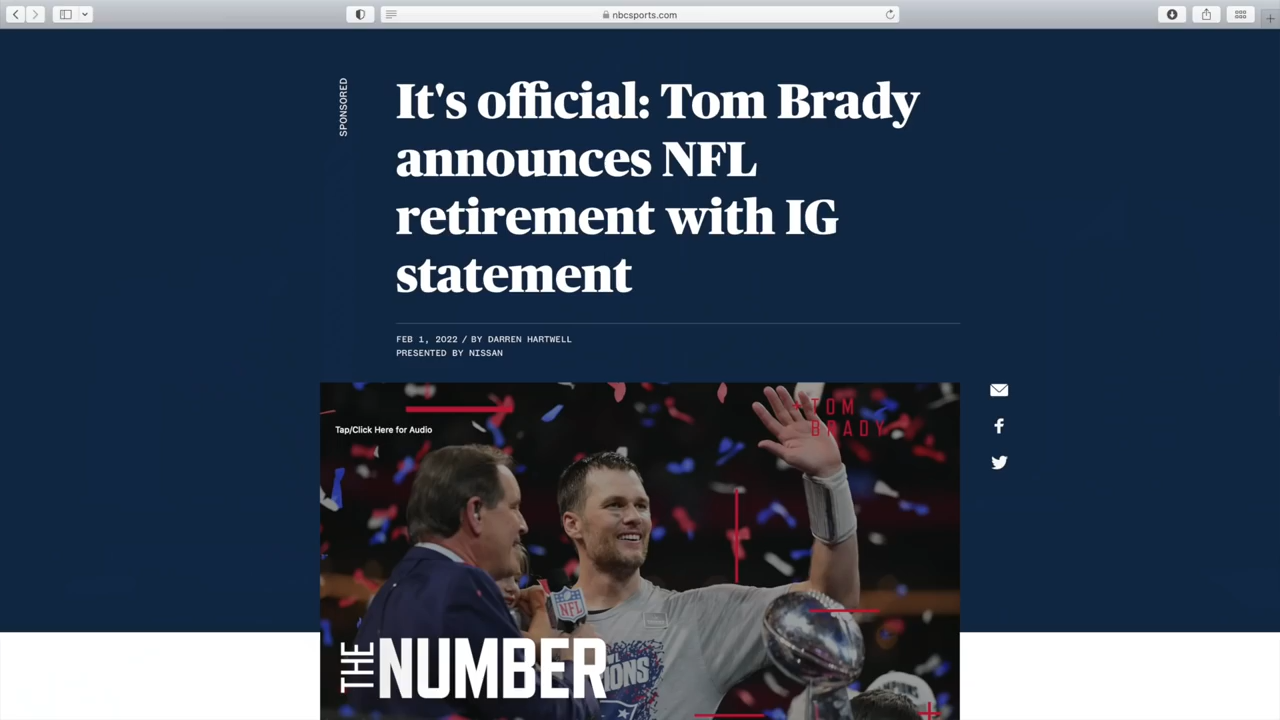 nbcsports.com
SPONSORED
It's official: Tom Brady
announces NFL
retirement with IG
statement
FEB 1, 2022 / BY DARREN HARTWELL
PRESENTED BY NISSAN
TOM
BRADY
Tap/Click Here for Audio
NFL
THE NUMBER